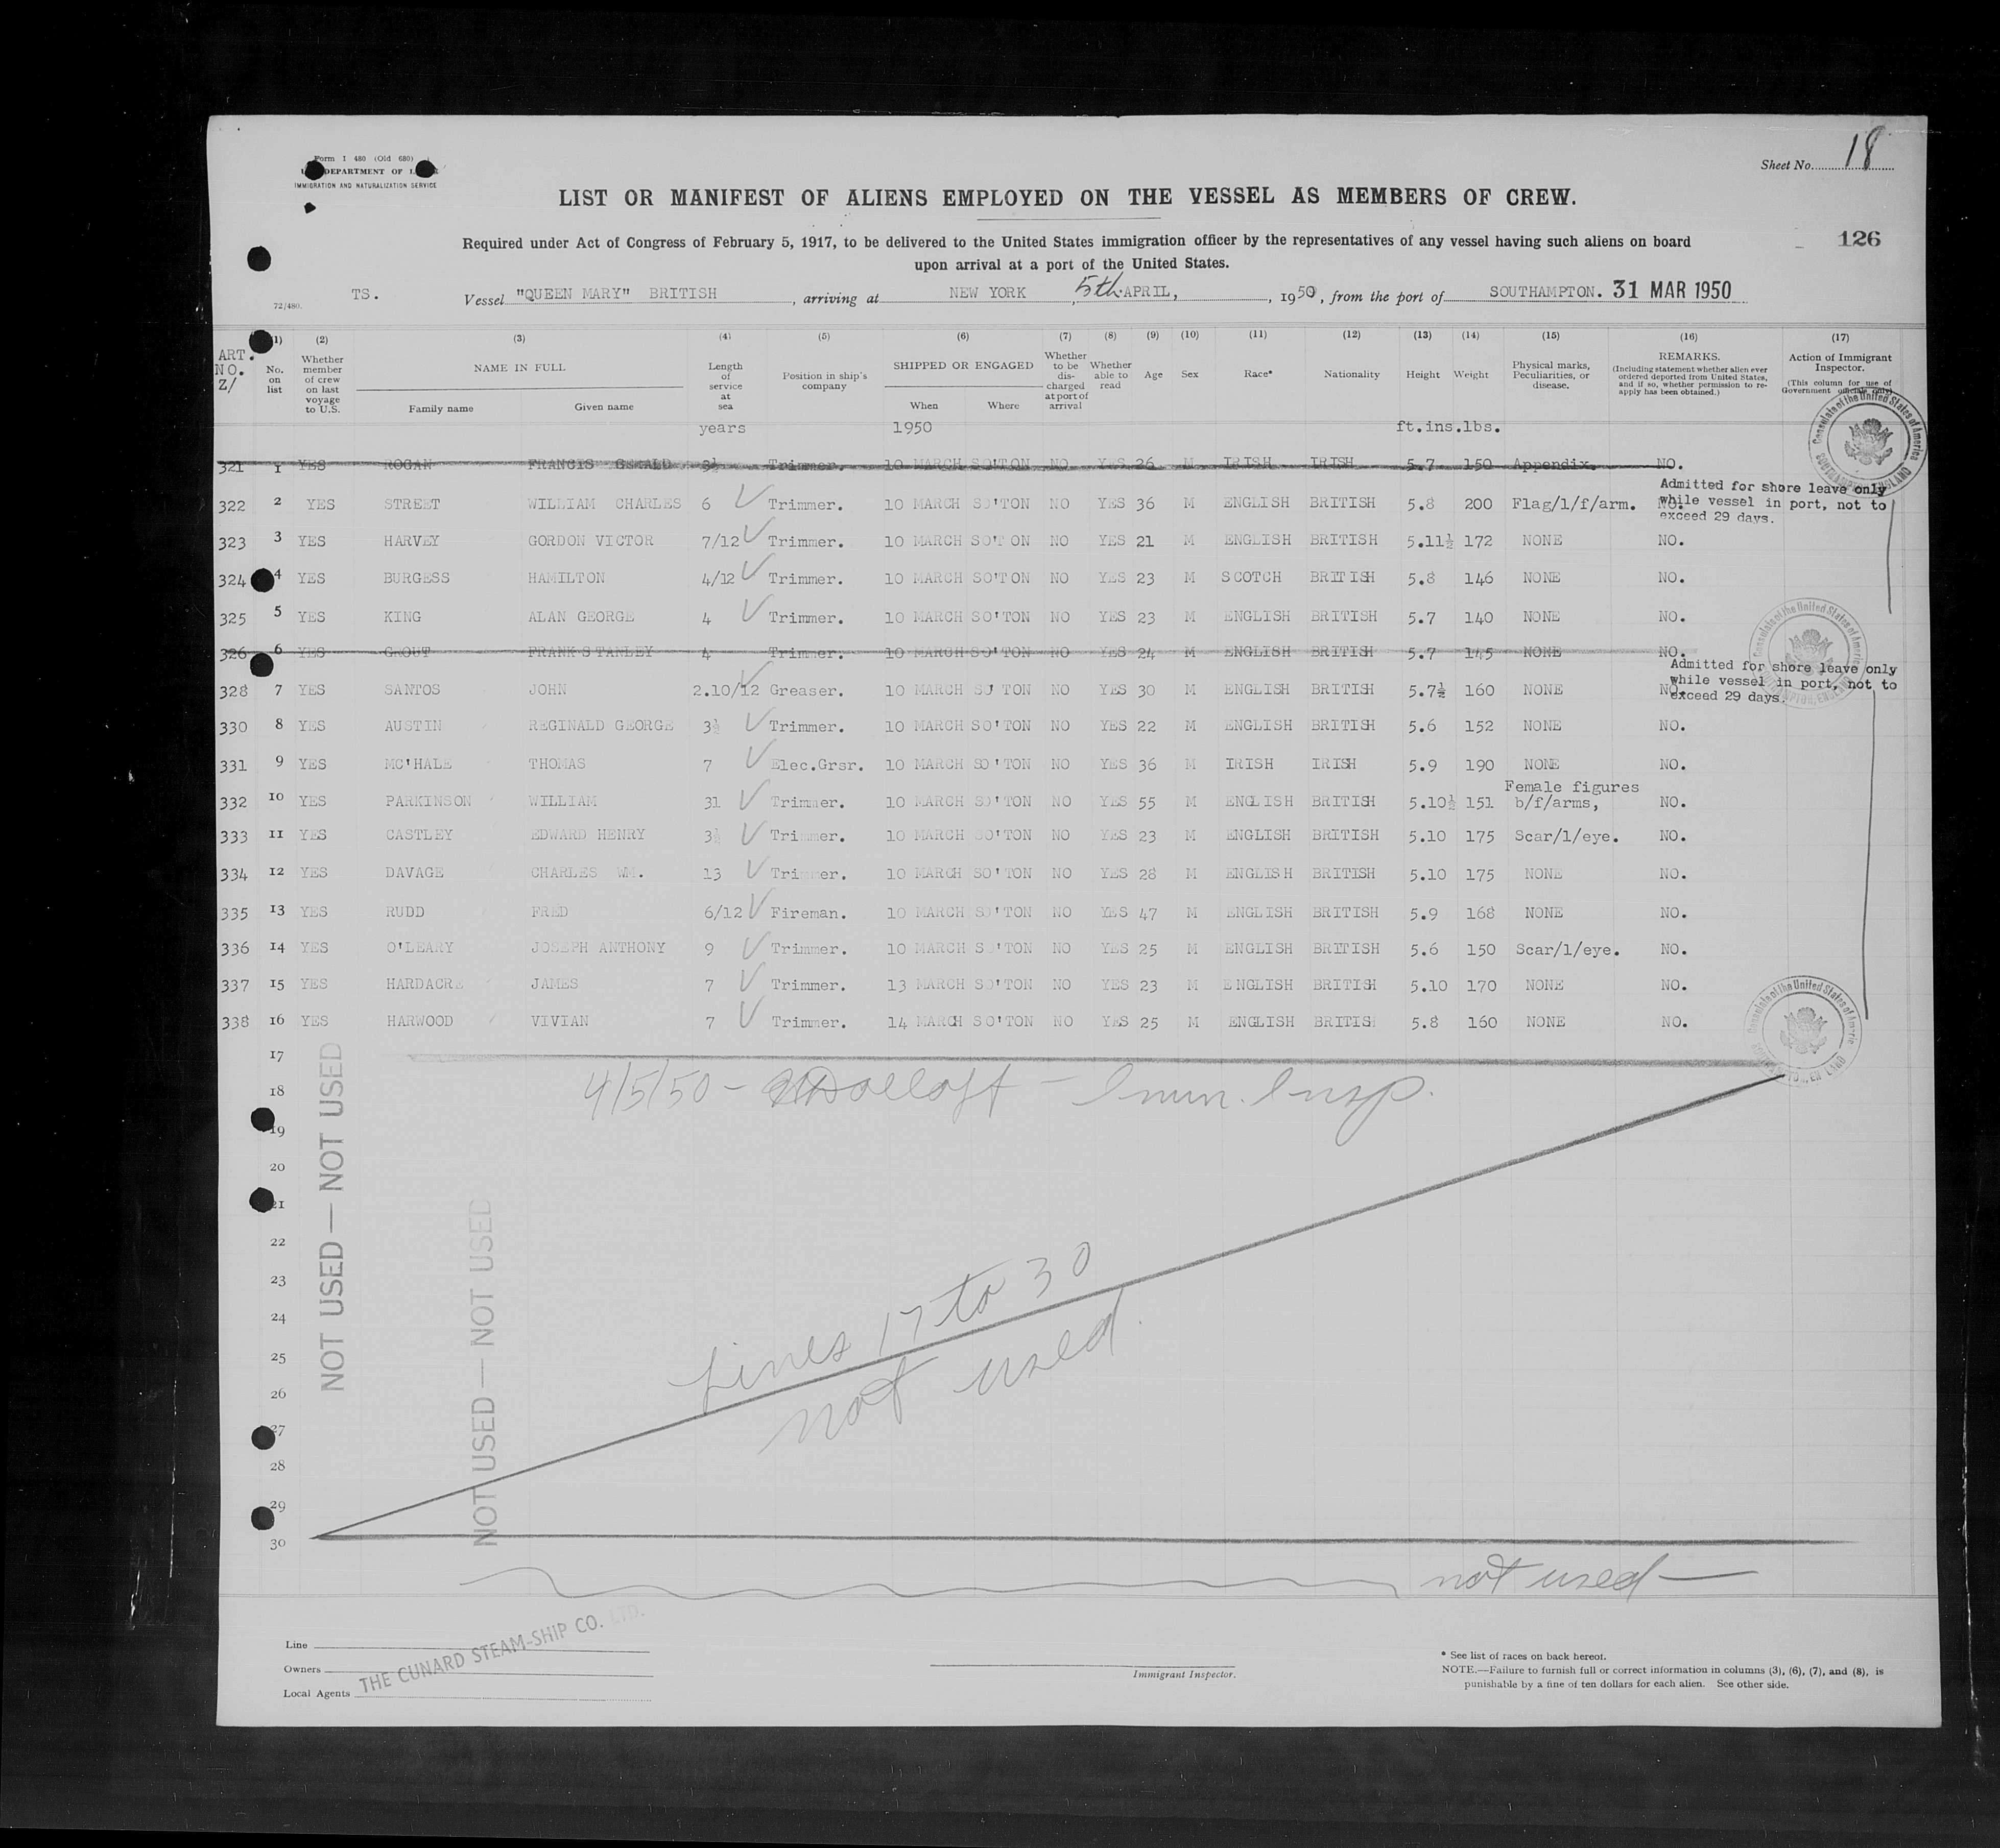 Form I 480 (Old 680)
DEPARTMENT OF
IMMIGRATION AND NATURALIZATION SERVICE
Sheet No. 18
LIST OR MANIFEST OF ALIENS EMPLOYED ON THE VESSEL AS MEMBERS OF CREW.
Required under Act of Congress of February 5, 1917, to be delivered to the United States immigration officer by the representatives of any vessel having such aliens on board
upon arrival at a port of the United States.
126
72/480. TS. Vessel "QUEEN MARY" BRITISH, arriving at NEW YORK, 5th APRIL, 1950, from the port of SOUTHAMPTON. 31 MAR 1950
ART. NO. Z/
(1) No. on list
(2) Whether member of crew on last voyage to U.S.
(3) NAME IN FULL
Family name Given name
(4) Length of service at sea
(5) Position in ship's company
(6) SHIPPED OR ENGAGED
When Where
(7) Whether to be discharged at port of arrival
(8) Whether able to read
(9) Age
(10) Sex
(11) Race*
(12) Nationality
(13) Height
(14) Weight
(15) Physical marks, Peculiarities, or disease.
(16) REMARKS. (Including statement whether alien ever ordered deported from United States, and if so, whether permission to re-apply has been obtained.)
(17) Action of Immigrant Inspector. (This column for use of Government officials only)
years 1950 ft.ins.lbs.
321 1 YES ROGAN FRANCIS GERALD 3½ Trimmer. 10 MARCH SO'TON NO YES 26 M IRISH IRISH 5.7 150 Appendix. NO.
322 2 YES STREET WILLIAM CHARLES 6 Trimmer. 10 MARCH SO'TON NO YES 36 M ENGLISH BRITISH 5.8 200 Flag/l/f/arm. NO.
Admitted for shore leave only
while vessel in port, not to
exceed 29 days.
323 3 YES HARVEY GORDON VICTOR 7/12 Trimmer. 10 MARCH SO'T ON NO YES 21 M ENGLISH BRITISH 5.11½ 172 NONE NO.
324 4 YES BURGESS HAMILTON 4/12 Trimmer. 10 MARCH SO'TON NO YES 23 M SCOTCH BRITISH 5.8 146 NONE NO.
325 5 YES KING ALAN GEORGE 4 Trimmer. 10 MARCH SO'TON NO YES 23 M ENGLISH BRITISH 5.7 140 NONE NO.
326 6 YES GROUT FRANK STANLEY 4 Trimmer. 10 MARCH SO'TON NO YES 24 M ENGLISH BRITISH 5.7 145 NONE NO.
Admitted for shore leave only
while vessel in port, not to
exceed 29 days.
328 7 YES SANTOS JOHN 2.10/12 Greaser. 10 MARCH SO'TON NO YES 30 M ENGLISH BRITISH 5.7½ 160 NONE NO.
330 8 YES AUSTIN REGINALD GEORGE 3½ Trimmer. 10 MARCH SO'TON NO YES 22 M ENGLISH BRITISH 5.6 152 NONE NO.
331 9 YES MC'HALE THOMAS 7 Elec.Grsr. 10 MARCH SO'TON NO YES 36 M IRISH IRISH 5.9 190 NONE NO.
332 10 YES PARKINSON WILLIAM 31 Trimmer. 10 MARCH SO'TON NO YES 55 M ENGLISH BRITISH 5.10½ 151 Female figures b/f/arms, NO.
333 11 YES CASTLEY EDWARD HENRY 3½ Trimmer. 10 MARCH SO'TON NO YES 23 M ENGLISH BRITISH 5.10 175 Scar/l/eye. NO.
334 12 YES DAVAGE CHARLES WM. 13 Trimmer. 10 MARCH SO'TON NO YES 28 M ENGLISH BRITISH 5.10 175 NONE NO.
335 13 YES RUDD FRED 6/12 Fireman. 10 MARCH SO'TON NO YES 47 M ENGLISH BRITISH 5.9 168 NONE NO.
336 14 YES O'LEARY JOSEPH ANTHONY 9 Trimmer. 10 MARCH SO'TON NO YES 25 M ENGLISH BRITISH 5.6 150 Scar/l/eye. NO.
337 15 YES HARDACRE JAMES 7 Trimmer. 13 MARCH SO'TON NO YES 23 M ENGLISH BRITISH 5.10 170 NONE NO.
338 16 YES HARWOOD VIVIAN 7 Trimmer. 14 MARCH SO'TON NO YES 25 M ENGLISH BRITISH 5.8 160 NONE NO.
Consulate of the United States of America
SOUTHAMPTON, ENGLAND
17
4/5/50 - Immn. Insp.
18
19
20
21
22
23
24
25
26
27
28
29
30
NOT USED — NOT USED
NOT USED — NOT USED
Lines 17 to 30
not used
not used —
Line
Owners
Local Agents
THE CUNARD STEAM-SHIP CO. LTD.
Immigrant Inspector.
* See list of races on back hereof.
NOTE.—Failure to furnish full or correct information in columns (3), (6), (7), and (8), is
punishable by a fine of ten dollars for each alien. See other side.